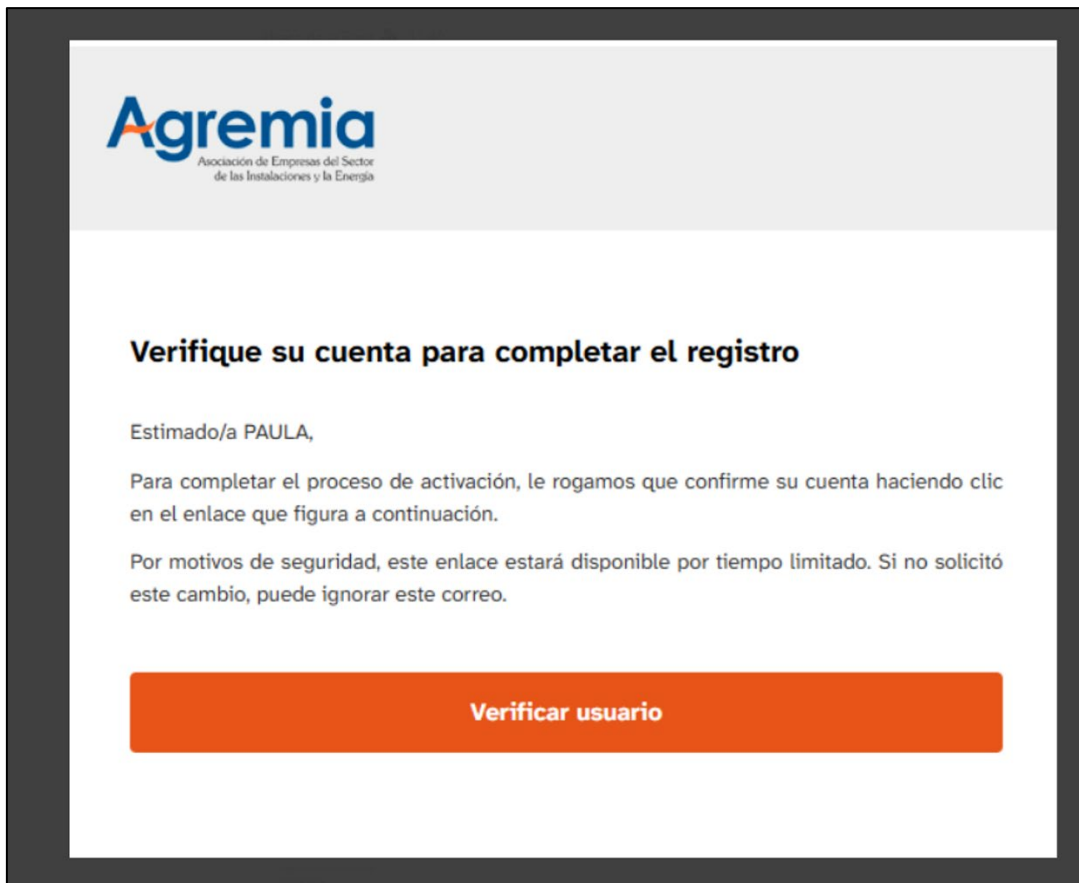 Agremia
Asociación de Empresas del Sector
de las Instalaciones y la Energía
Verifique su cuenta para completar el registro
Estimado/a PAULA,
Para completar el proceso de activación, le rogamos que confirme su cuenta haciendo clic
en el enlace que figura a continuación.
Por motivos de seguridad, este enlace estará disponible por tiempo limitado. Si no solicitó
este cambio, puede ignorar este correo.
Verificar usuario